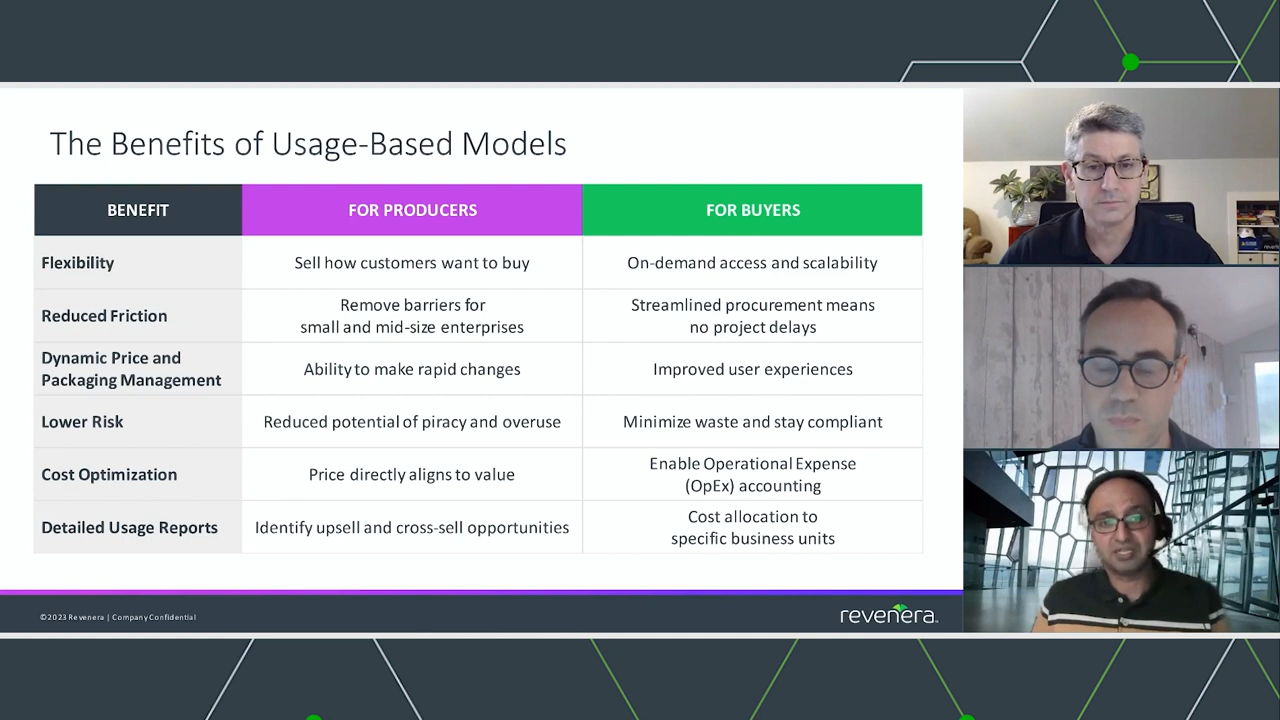 The Benefits of Usage-Based Models
BENEFIT
FOR PRODUCERS
FOR BUYERS
Flexibility
Sell how customers want to buy
On-demand access and scalability
Reduced Friction
Remove barriers for
small and mid-size enterprises
Streamlined procurement means
no project delays
Dynamic Price and
Packaging Management
Ability to make rapid changes
Improved user experiences
Lower Risk
Reduced potential of piracy and overuse
Minimize waste and stay compliant
Cost Optimization
Price directly aligns to value
Enable Operational Expense
(OpEx) accounting
Detailed Usage Reports
Identify upsell and cross-sell opportunities
Cost allocation to
specific business units
©2023 Revenera | Company Confidential
revenera